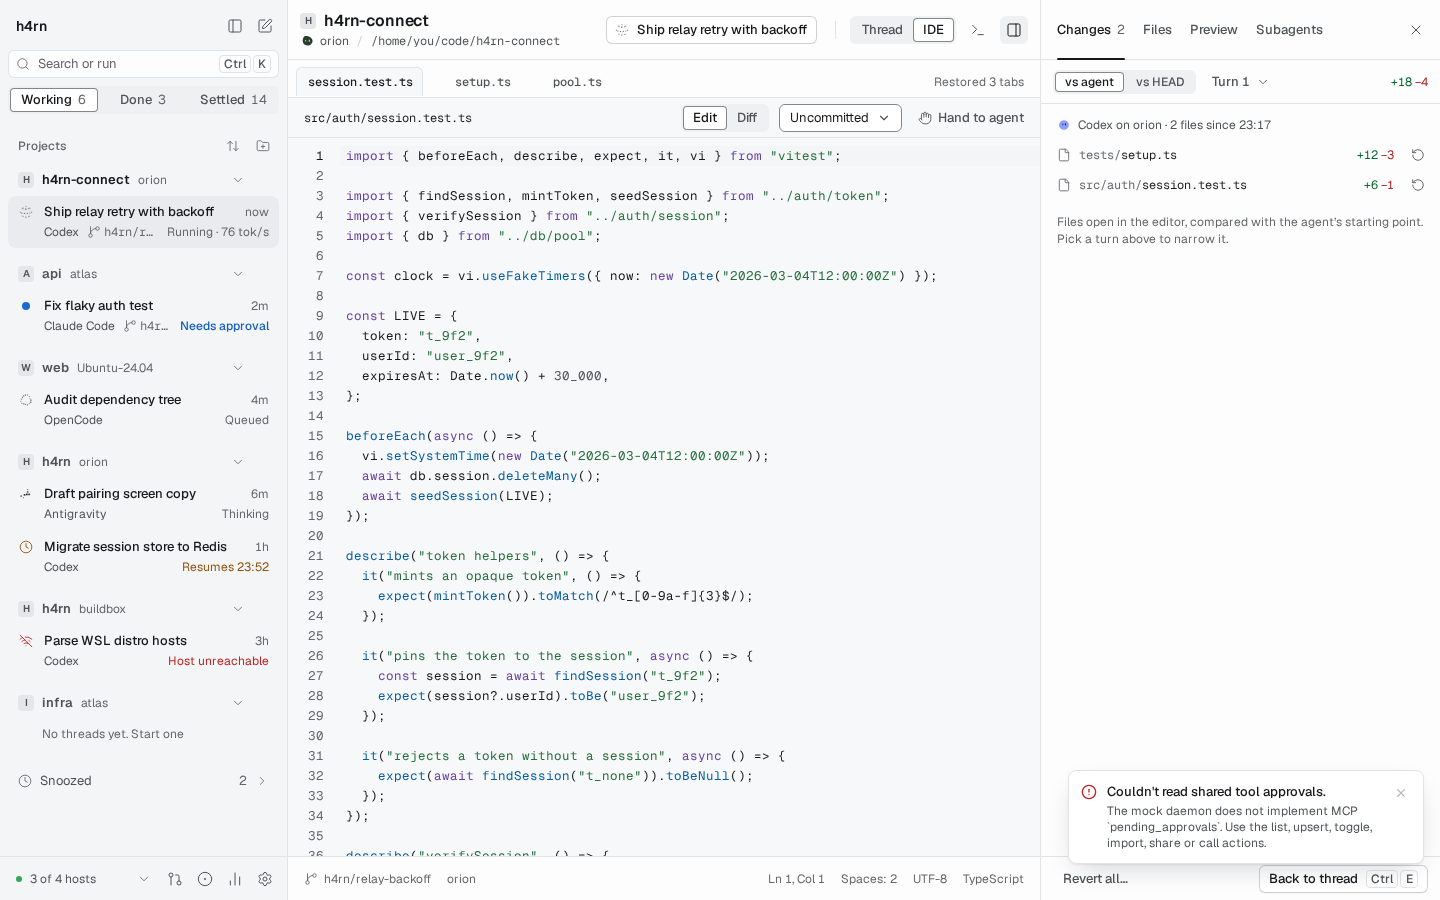 h4rn
Search or run Ctrl K
Working 6 Done 3 Settled 14
Projects
H h4rn-connect orion
Ship relay retry with backoff now
Codex h4rn/r… Running · 76 tok/s
A api atlas
Fix flaky auth test 2m
Claude Code h4r… Needs approval
W web Ubuntu-24.04
Audit dependency tree 4m
OpenCode Queued
H h4rn orion
Draft pairing screen copy 6m
Antigravity Thinking
Migrate session store to Redis 1h
Codex Resumes 23:52
H h4rn buildbox
Parse WSL distro hosts 3h
Codex Host unreachable
I infra atlas
No threads yet. Start one
Snoozed 2
3 of 4 hosts
H h4rn-connect
orion / /home/you/code/h4rn-connect
Ship relay retry with backoff
Thread IDE
session.test.ts setup.ts pool.ts Restored 3 tabs
src/auth/session.test.ts Edit Diff Uncommitted Hand to agent
1 import { beforeEach, describe, expect, it, vi } from "vitest";
2
3 import { findSession, mintToken, seedSession } from "../auth/token";
4 import { verifySession } from "../auth/session";
5 import { db } from "../db/pool";
6
7 const clock = vi.useFakeTimers({ now: new Date("2026-03-04T12:00:00Z") });
8
9 const LIVE = {
10   token: "t_9f2",
11   userId: "user_9f2",
12   expiresAt: Date.now() + 30_000,
13 };
14
15 beforeEach(async () => {
16   vi.setSystemTime(new Date("2026-03-04T12:00:00Z"));
17   await db.session.deleteMany();
18   await seedSession(LIVE);
19 });
20
21 describe("token helpers", () => {
22   it("mints an opaque token", () => {
23     expect(mintToken()).toMatch(/^t_[0-9a-f]{3}$/);
24   });
25
26   it("pins the token to the session", async () => {
27     const session = await findSession("t_9f2");
28     expect(session?.userId).toBe("user_9f2");
29   });
30
31   it("rejects a token without a session", async () => {
32     expect(await findSession("t_none")).toBeNull();
33   });
34 });
35
36 describe("verifySession", () => {
h4rn/relay-backoff orion Ln 1, Col 1 Spaces: 2 UTF-8 TypeScript
Changes 2 Files Preview Subagents
vs agent vs HEAD Turn 1 +18 −4
Codex on orion · 2 files since 23:17
tests/setup.ts +12 −3
src/auth/session.test.ts +6 −1
Files open in the editor, compared with the agent's starting point.
Pick a turn above to narrow it.
Couldn't read shared tool approvals.
The mock daemon does not implement MCP
`pending_approvals`. Use the list, upsert, toggle,
import, share or call actions.
Revert all… Back to thread Ctrl E